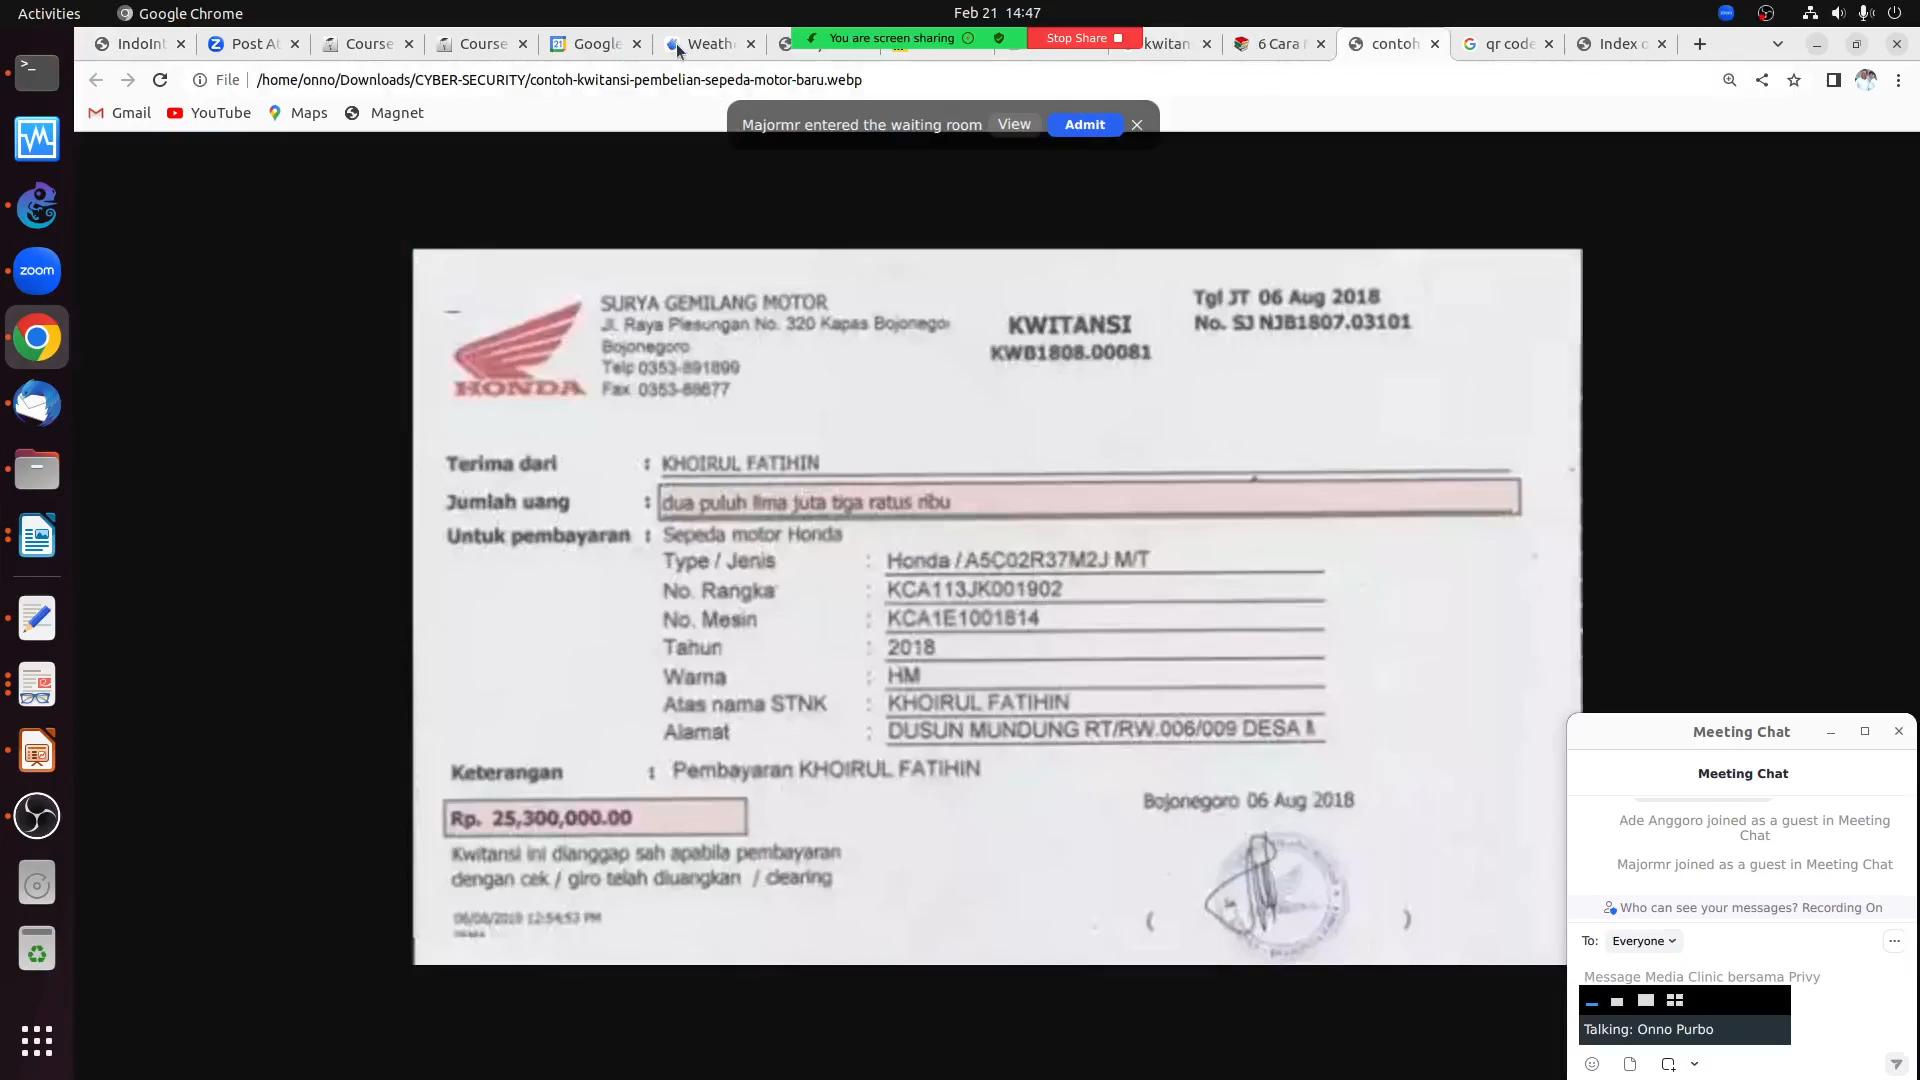 Activities
Google Chrome
Feb 21 14:47
IndoInt
Post At
Course
Course
Google
Weath
You are screen sharing
Stop Share
kwitan
6 Cara
contoh
qr code
Index
File
/home/onno/Downloads/CYBER-SECURITY/contoh-kwitansi-pembelian-sepeda-motor-baru.webp
Gmail
YouTube
Maps
Magnet
Majormr entered the waiting room
View
Admit
zoom
HONDA
SURYA GEMILANG MOTOR
Jl. Raya Plesungan No. 320 Kapas Bojonegor
Bojonegoro
Telp 0353-891899
Fax 0353-88677
KWITANSI
KWB1808.00081
Tgl JT 06 Aug 2018
No. SJ NJB1807.03101
Terima dari : KHOIRUL FATIHIN
Jumlah uang : dua puluh lima juta tiga ratus ribu
Untuk pembayaran : Sepeda motor Honda
Type / Jenis : Honda / A5C02R37M2J M/T
No. Rangka : KCA113JK001902
No. Mesin : KCA1E1001814
Tahun : 2018
Warna : HM
Atas nama STNK : KHOIRUL FATIHIN
Alamat : DUSUN MUNDUNG RT/RW.006/009 DESA M
Keterangan : Pembayaran KHOIRUL FATIHIN
Rp. 25,300,000.00
Bojonegoro 06 Aug 2018
Kwitansi ini dianggap sah apabila pembayaran
dengan cek / giro telah diuangkan / clearing
( )
Meeting Chat
Meeting Chat
Ade Anggoro joined as a guest in Meeting
Chat
Majormr joined as a guest in Meeting Chat
Who can see your messages? Recording On
To: Everyone
Message Media Clinic bersama Privy
Talking: Onno Purbo